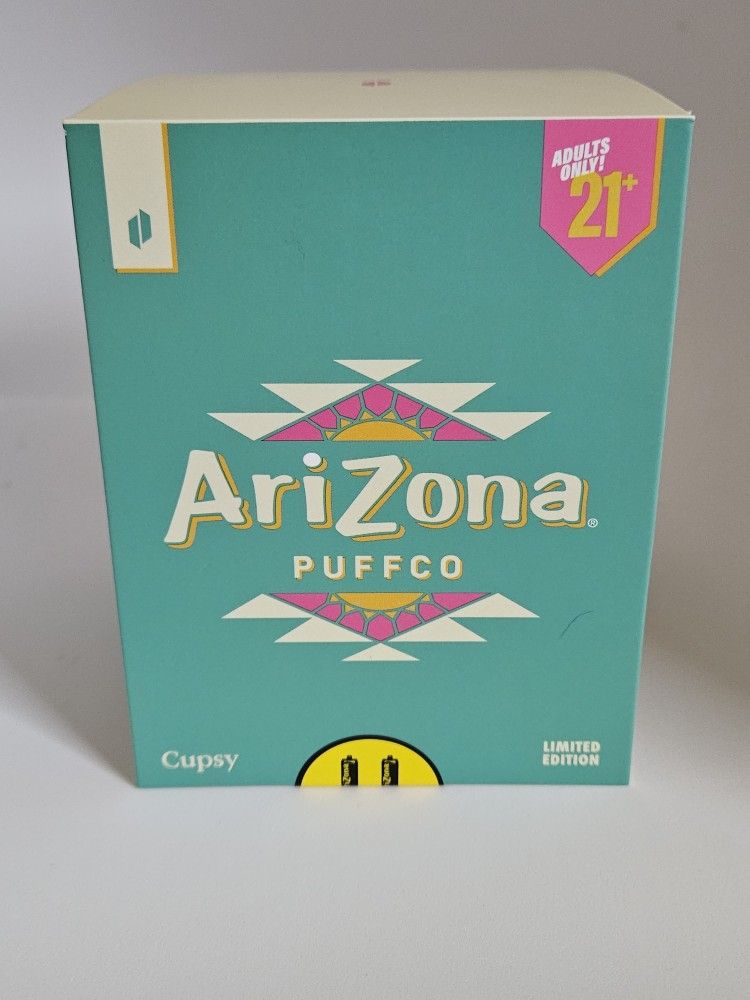 ADULTS
ONLY!
21+
AriZona®
PUFFCO
Cupsy
LIMITED
EDITION